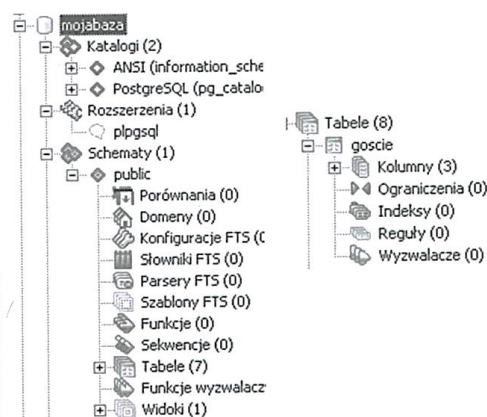 mojabaza
Katalogi (2)
ANSI (information_sche
PostgreSQL (pg_catalo
Rozszerzenia (1)
plpgsql
Schematy (1)
public
Porównania (0)
Domeny (0)
Konfiguracje FTS (0
Słowniki FTS (0)
Parsery FTS (0)
Szablony FTS (0)
Funkcje (0)
Sekwencje (0)
Tabele (7)
Funkcje wyzwalacz
Widoki (1)
Tabele (8)
goscie
Kolumny (3)
Ograniczenia (0)
Indeksy (0)
Reguły (0)
Wyzwalacze (0)